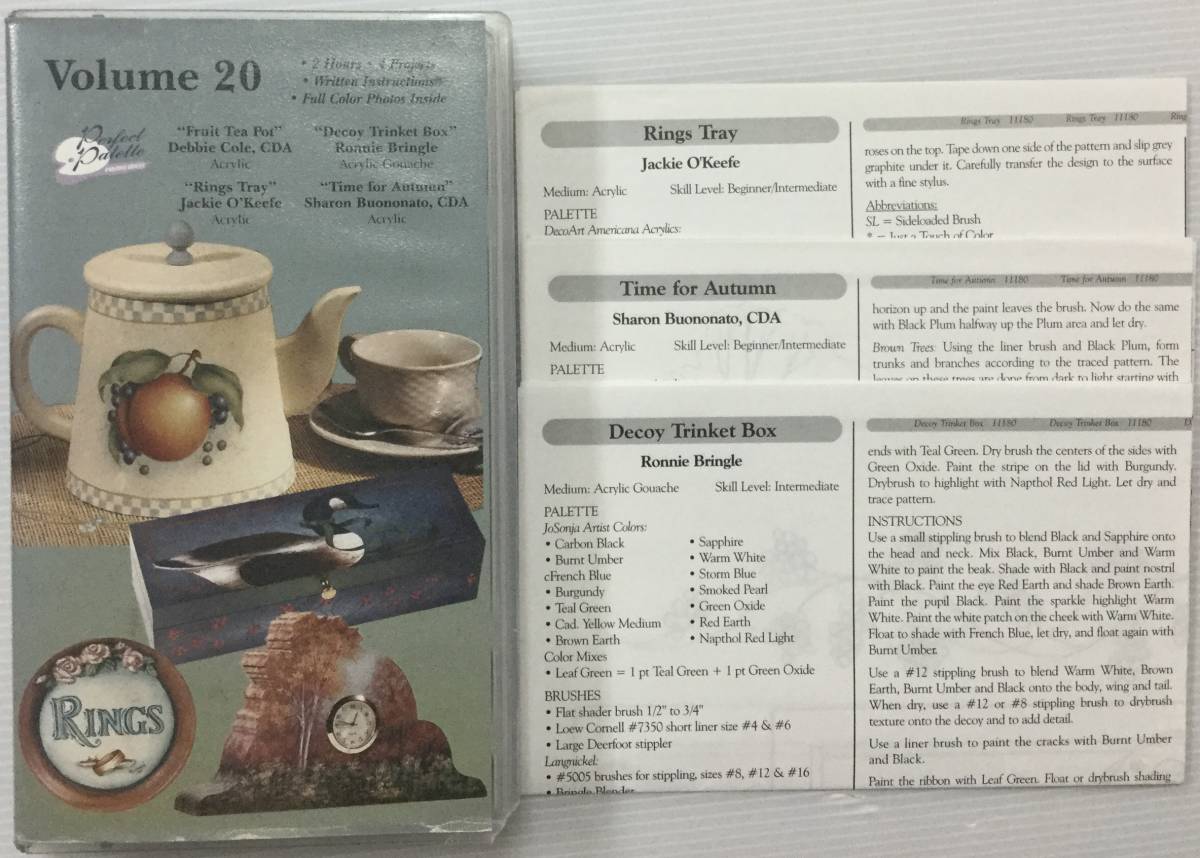 Volume 20
• 2 Hours - 4 Projects
• Written Instructions
• Full Color Photos Inside
Perfect
Palette
"Fruit Tea Pot"
Debbie Cole, CDA
Acrylic
"Decoy Trinket Box"
Ronnie Bringle
Acrylic Gouache
"Rings Tray"
Jackie O'Keefe
Acrylic
"Time for Autumn"
Sharon Buononato, CDA
Acrylic
RINGS
Rings Tray
Jackie O'Keefe
Medium: Acrylic Skill Level: Beginner/Intermediate
PALETTE
DecoArt Americana Acrylics:
Rings Tray 11180 Rings Tray 11180 Ring
roses on the top. Tape down one side of the pattern and slip grey
graphite under it. Carefully transfer the design to the surface
with a fine stylus.
Abbreviations:
SL = Sideloaded Brush
* = Just a Touch of Color
Time for Autumn
Sharon Buononato, CDA
Medium: Acrylic Skill Level: Beginner/Intermediate
PALETTE
Time for Autumn 11180 Time for Autumn 11180
horizon up and the paint leaves the brush. Now do the same
with Black Plum halfway up the Plum area and let dry.
Brown Trees: Using the liner brush and Black Plum, form
trunks and branches according to the traced pattern. The
leaves on these trees are done from dark to light starting with
Decoy Trinket Box
Ronnie Bringle
Medium: Acrylic Gouache Skill Level: Intermediate
PALETTE
JoSonja Artist Colors:
• Carbon Black
• Burnt Umber
cFrench Blue
• Burgundy
• Teal Green
• Cad. Yellow Medium
• Brown Earth
• Sapphire
• Warm White
• Storm Blue
• Smoked Pearl
• Green Oxide
• Red Earth
• Napthol Red Light
Color Mixes
• Leaf Green = 1 pt Teal Green + 1 pt Green Oxide
BRUSHES
• Flat shader brush 1/2" to 3/4"
• Loew Cornell #7350 short liner size #4 & #6
• Large Deerfoot stippler
Langnickel:
• #5005 brushes for stippling, sizes #8, #12 & #16
• Bringle Blender
Decoy Trinket Box 11180 Decoy Trinket Box 11180
ends with Teal Green. Dry brush the centers of the sides with
Green Oxide. Paint the stripe on the lid with Burgundy.
Drybrush to highlight with Napthol Red Light. Let dry and
trace pattern.
INSTRUCTIONS
Use a small stippling brush to blend Black and Sapphire onto
the head and neck. Mix Black, Burnt Umber and Warm
White to paint the beak. Shade with Black and paint nostril
with Black. Paint the eye Red Earth and shade Brown Earth.
Paint the pupil Black. Paint the sparkle highlight Warm
White. Paint the white patch on the cheek with Warm White.
Float to shade with French Blue, let dry, and float again with
Burnt Umber.
Use a #12 stippling brush to blend Warm White, Brown
Earth, Burnt Umber and Black onto the body, wing and tail.
When dry, use a #12 or #8 stippling brush to drybrush
texture onto the decoy and to add detail.
Use a liner brush to paint the cracks with Burnt Umber
and Black.
Paint the ribbon with Leaf Green. Float or drybrush shading